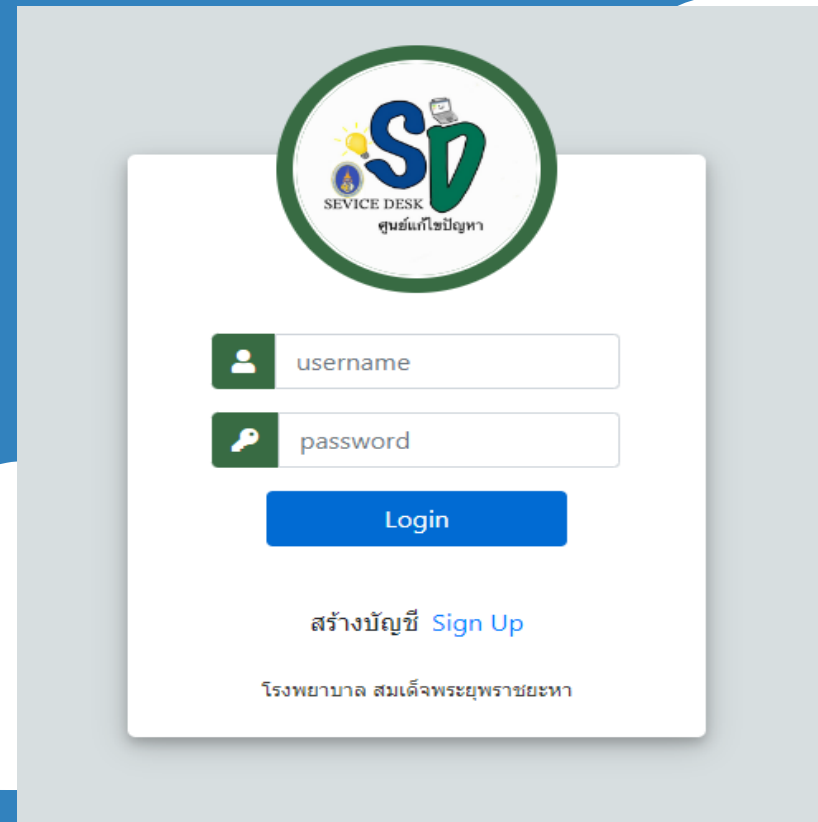 SD
SEVICE DESK
ศูนย์แก้ไขปัญหา
username
password
Login
สร้างบัญชี Sign Up
โรงพยาบาล สมเด็จพระยุพราชยะหา